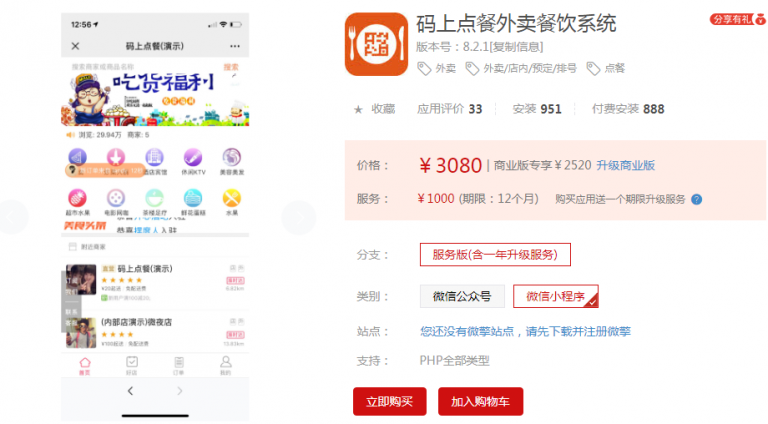 12:56
码上点餐(演示)
搜索商家或商品名称
搜索
吃货福利
浏览: 29.94万 商家: 5
酒店宾馆
休闲KTV
美容美发
超市水果
电影网咖
茶楼足疗
鲜花蛋糕
水果
美食头条
恭喜摆度人入驻
附近商家
码上点餐(演示)
(内部店演示)微夜店
首页
好店
订单
我的
码上点餐外卖餐饮系统
分享有礼
版本号：8.2.1[复制信息]
外卖
外卖/店内/预定/排号
点餐
收藏
应用评价 33
安装 951
付费安装 888
价格：
¥ 3080 | 商业版专享 ¥ 2520 升级商业版
服务：
¥ 1000 (期限：12个月) 购买应用送一个期限升级服务 ?
分支：
服务版(含一年升级服务)
类别：
微信公众号
微信小程序
站点：
您还没有微擎站点，请先下载并注册微擎
支持：
PHP全部类型
立即购买
加入购物车